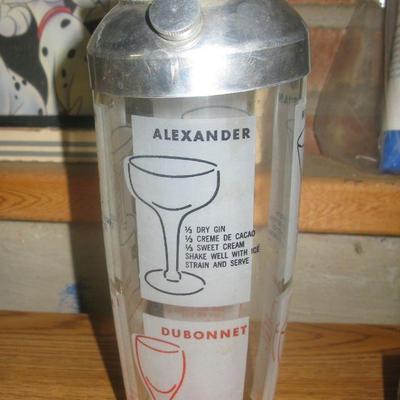 ALEXANDER
⅓ DRY GIN
⅓ CREME DE CACAO
⅓ SWEET CREAM
SHAKE WELL WITH ICE
STRAIN AND SERVE
DUBONNET